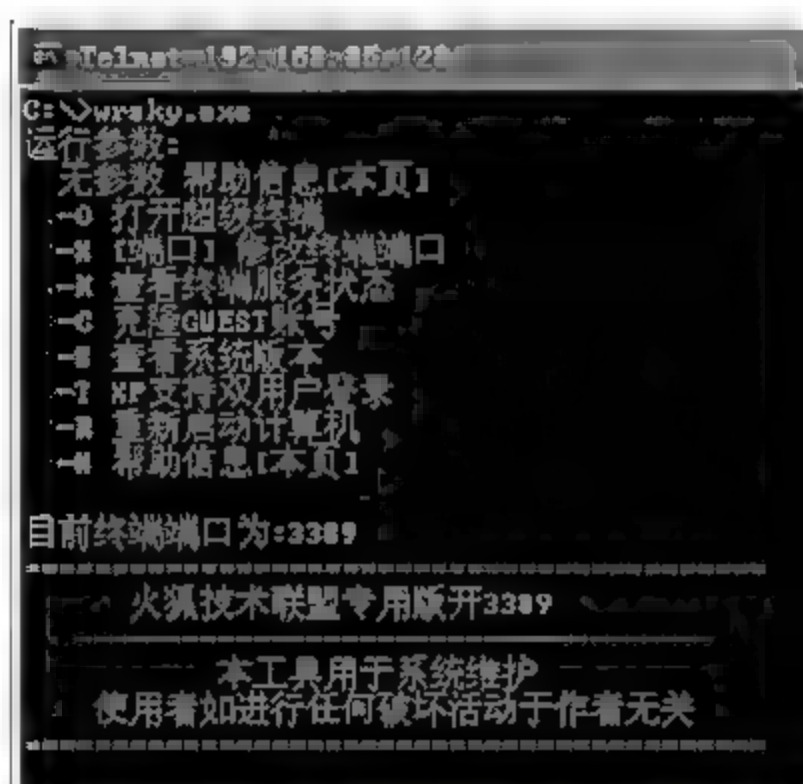 Telnet 192.168.
C:\>wrsky.exe
运行参数:
无参数 帮助信息[本页]
-O 打开超级终端
[端口] 修改终端端口
查看终端服务状态
-C 克隆GUEST账号
查看系统版本
XP支持双用户登录
重新启动计算机
-H 帮助信息[本页]
目前终端端口为:3389
火狐技术联盟专用版开3389
本工具用于系统维护
使用者如进行任何破坏活动于作者无关